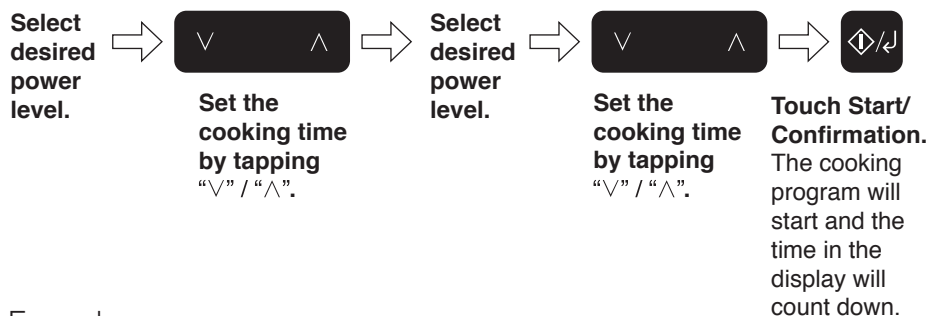 Select
desired
power
level.
∨ ∧
Set the
cooking time
by tapping
“∨” / “∧”.
Select
desired
power
level.
∨ ∧
Set the
cooking time
by tapping
“∨” / “∧”.
Touch Start/
Confirmation.
The cooking
program will
start and the
time in the
display will
count down.